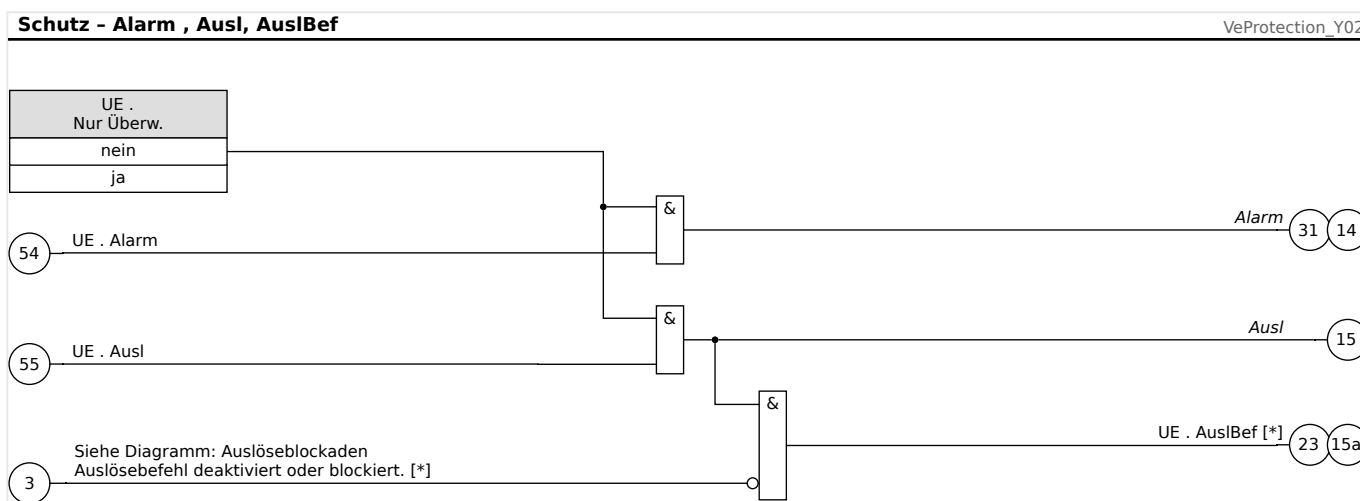 Schutz – Alarm , Ausl, AuslBef
VeProtection_Y02
UE .
Nur Überw.
nein
ja
&
Alarm
31
14
54
UE . Alarm
&
Ausl
15
55
UE . Ausl
&
UE . AuslBef [*]
23
15a
Siehe Diagramm: Auslöseblockaden
Auslösebefehl deaktiviert oder blockiert. [*]
3